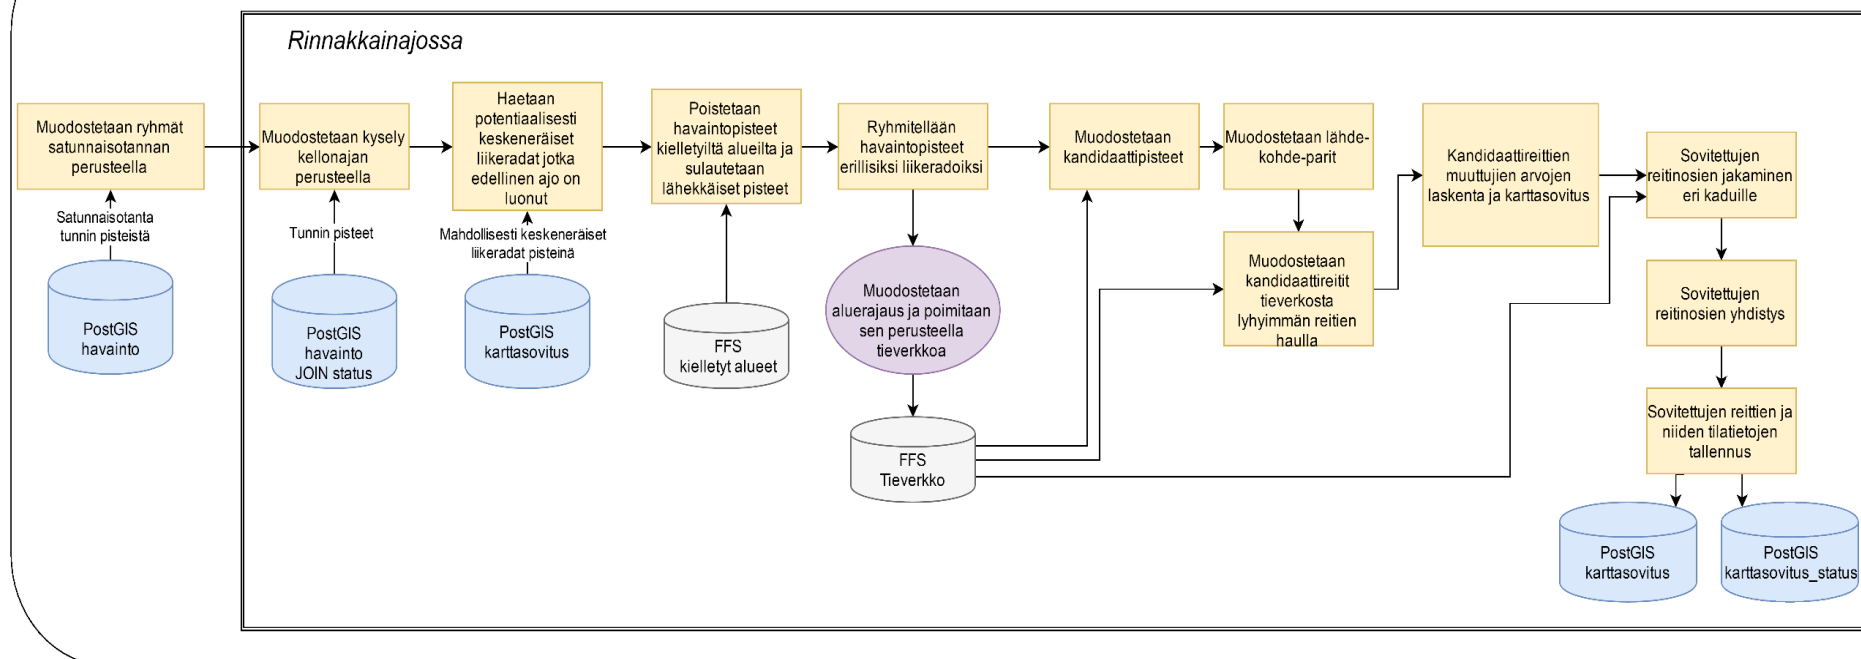 Rinnakkainajossa
Muodostetaan ryhmät
satunnaisotannan
perusteella
Satunnaisotanta
tunnin pisteistä
PostGIS
havainto
Muodostetaan kysely
kellonajan
perusteella
Tunnin pisteet
PostGIS
havainto
JOIN status
Haetaan
potentiaalisesti
keskeneräiset
liikeradat jotka
edellinen ajo on
luonut
Mahdollisesti keskeneräiset
liikeradat pisteinä
PostGIS
karttasovitus
Poistetaan
havaintopisteet
kielletyiltä alueilta ja
sulautetaan
lähekkäiset pisteet
FFS
kielletyt alueet
Ryhmitellään
havaintopisteet
erillisiksi liikeradoiksi
Muodostetaan
aluerajaus ja poimitaan
sen perusteella
tieverkkoa
FFS
Tieverkko
Muodostetaan
kandidaattipisteet
Muodostetaan lähde-
kohde-parit
Muodostetaan
kandidaattireitit
tieverkosta
lyhyimmän reitien
haulla
Kandidaattireittien
muuttujien arvojen
laskenta ja karttasovitus
Sovitettujen
reitinosien jakaminen
eri kaduille
Sovitettujen
reitinosien yhdistys
Sovitettujen reittien ja
niiden tilatietojen
tallennus
PostGIS
karttasovitus
PostGIS
karttasovitus_status